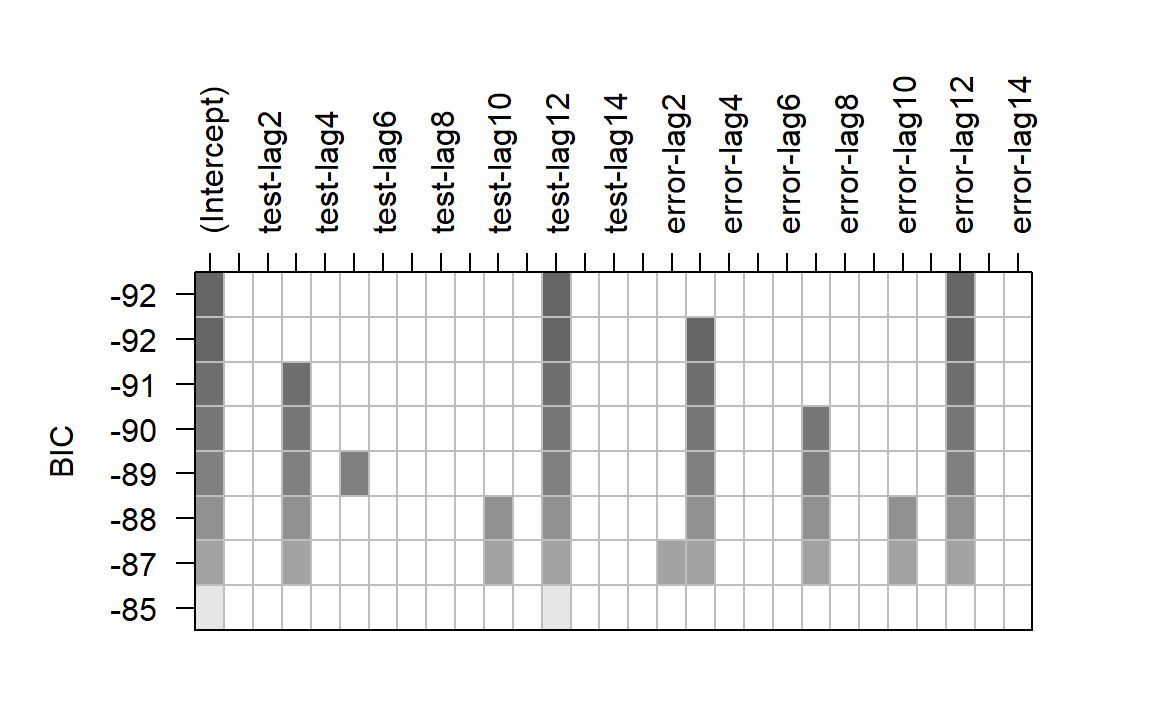 (Intercept)
test-lag2
test-lag4
test-lag6
test-lag8
test-lag10
test-lag12
test-lag14
error-lag2
error-lag4
error-lag6
error-lag8
error-lag10
error-lag12
error-lag14
BIC
-92
-92
-91
-90
-89
-88
-87
-85